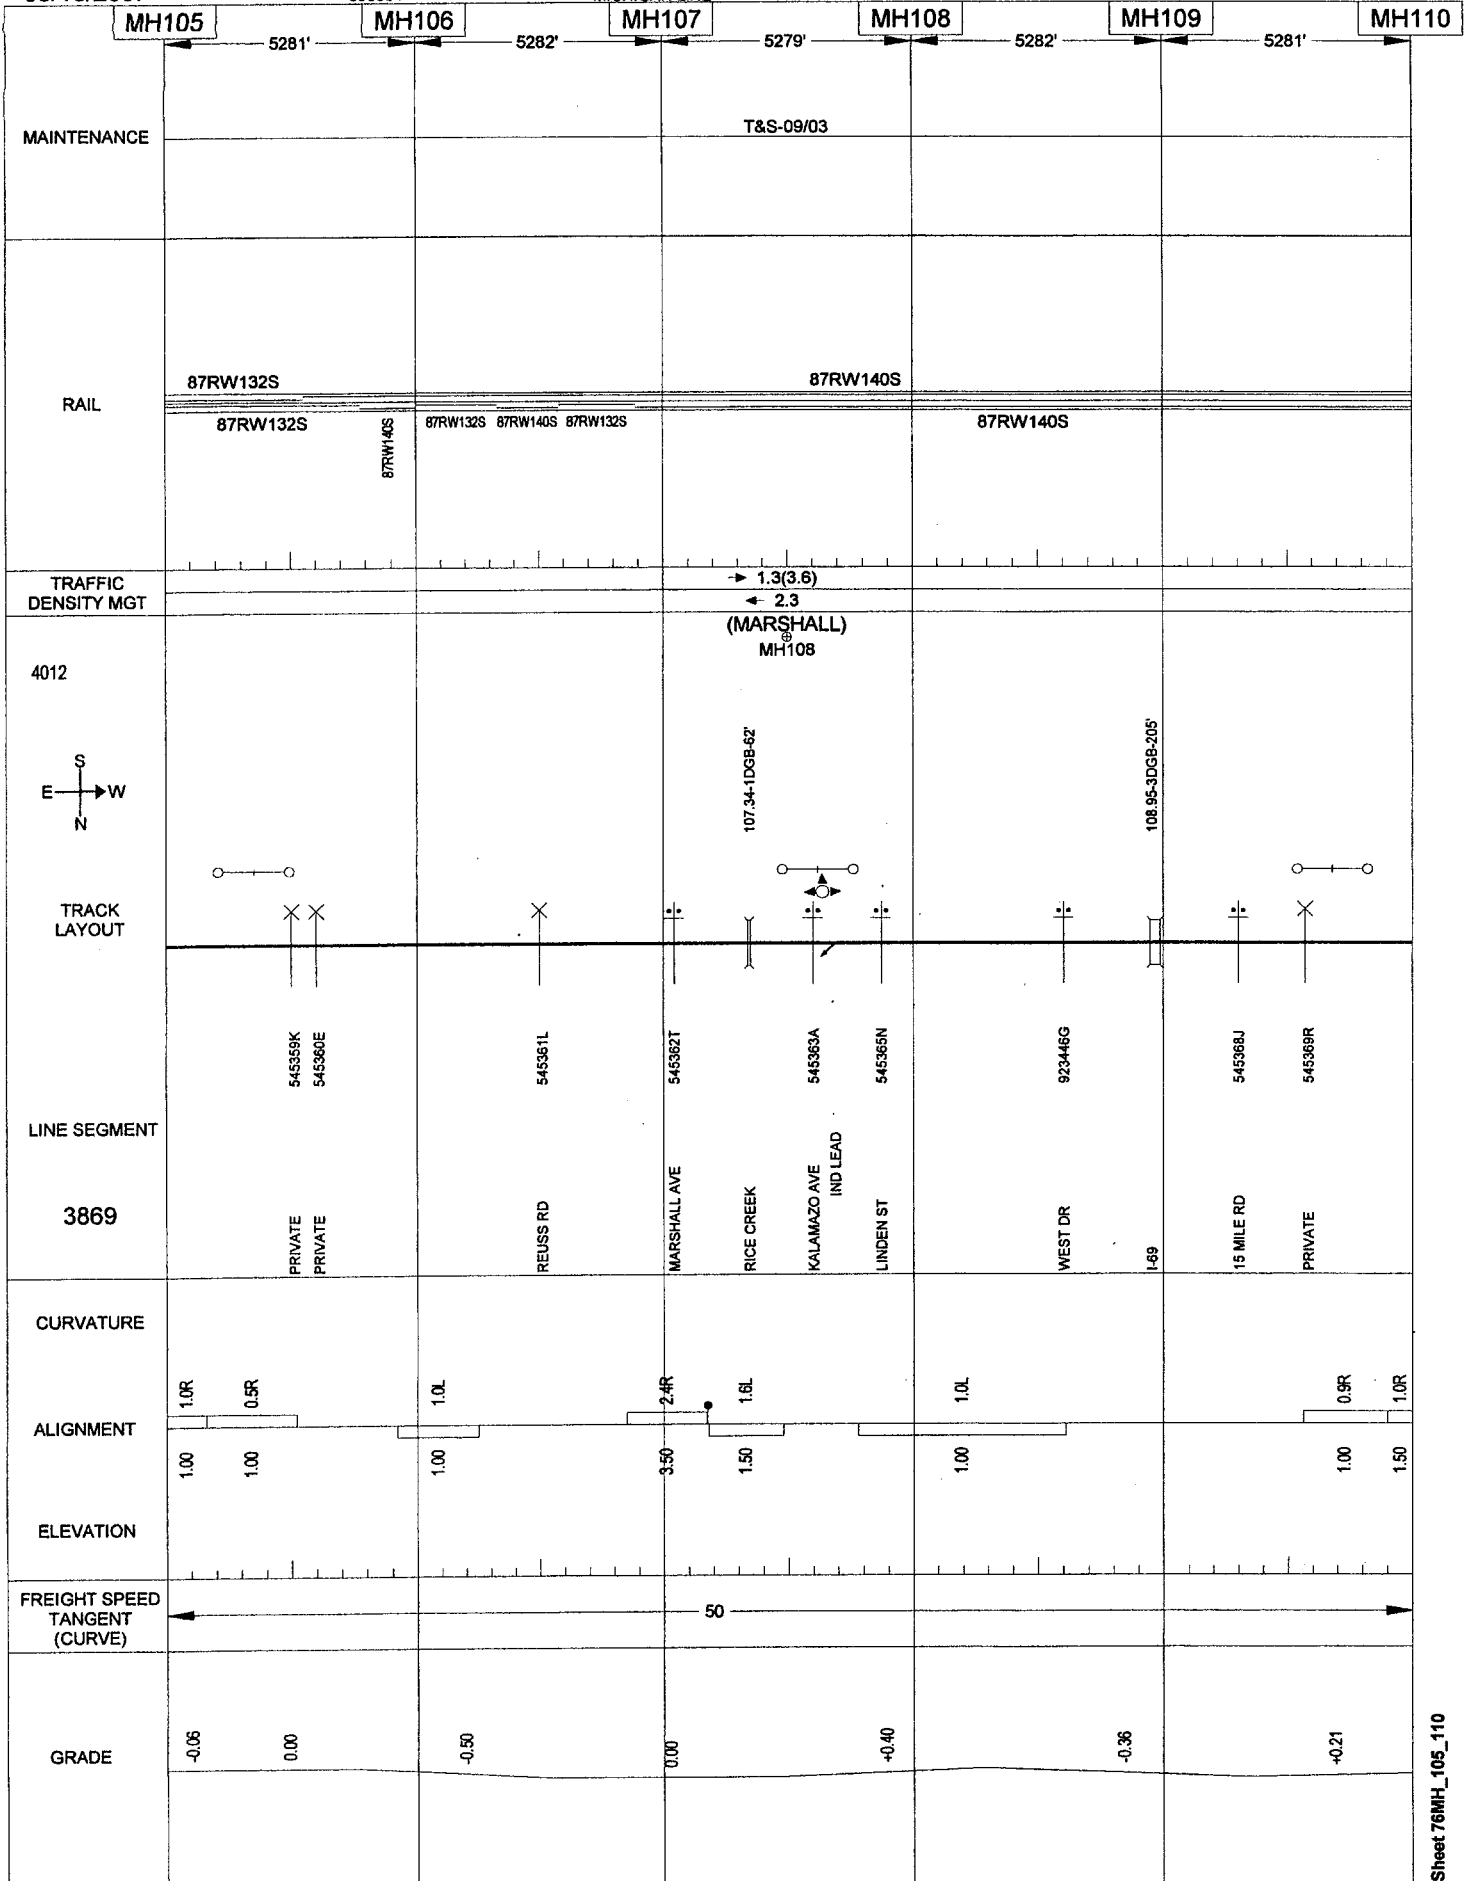 MH105 MH106 MH107 MH108 MH109 MH110
5281' 5282' 5279' 5282' 5281'
MAINTENANCE
T&S-09/03
RAIL
87RW132S 87RW140S
87RW132S 87RW140S 87RW132S 87RW140S 87RW132S 87RW140S
TRAFFIC
DENSITY MGT
1.3(3.6)
2.3
(MARSHALL)
MH108
4012
S
E W
N
107.34-1DGB-62'
108.95-3DGB-205'
TRACK
LAYOUT
545359K
545360E
545361L
545362T
545363A
545365N
923446G
545368J
545369R
LINE SEGMENT
3869
PRIVATE
PRIVATE
REUSS RD
MARSHALL AVE
RICE CREEK
KALAMAZO AVE
IND LEAD
LINDEN ST
WEST DR
I-69
15 MILE RD
PRIVATE
CURVATURE
1.0R 0.5R 1.0L 2.4R 1.6L 1.0L 0.9R 1.0R
ALIGNMENT
1.00 1.00 1.00 3.50 1.50 1.00 1.00 1.50
ELEVATION
FREIGHT SPEED
TANGENT
(CURVE)
50
GRADE
-0.06 0.00 -0.50 0.00 +0.40 -0.36 +0.21
Sheet 76MH_105_110